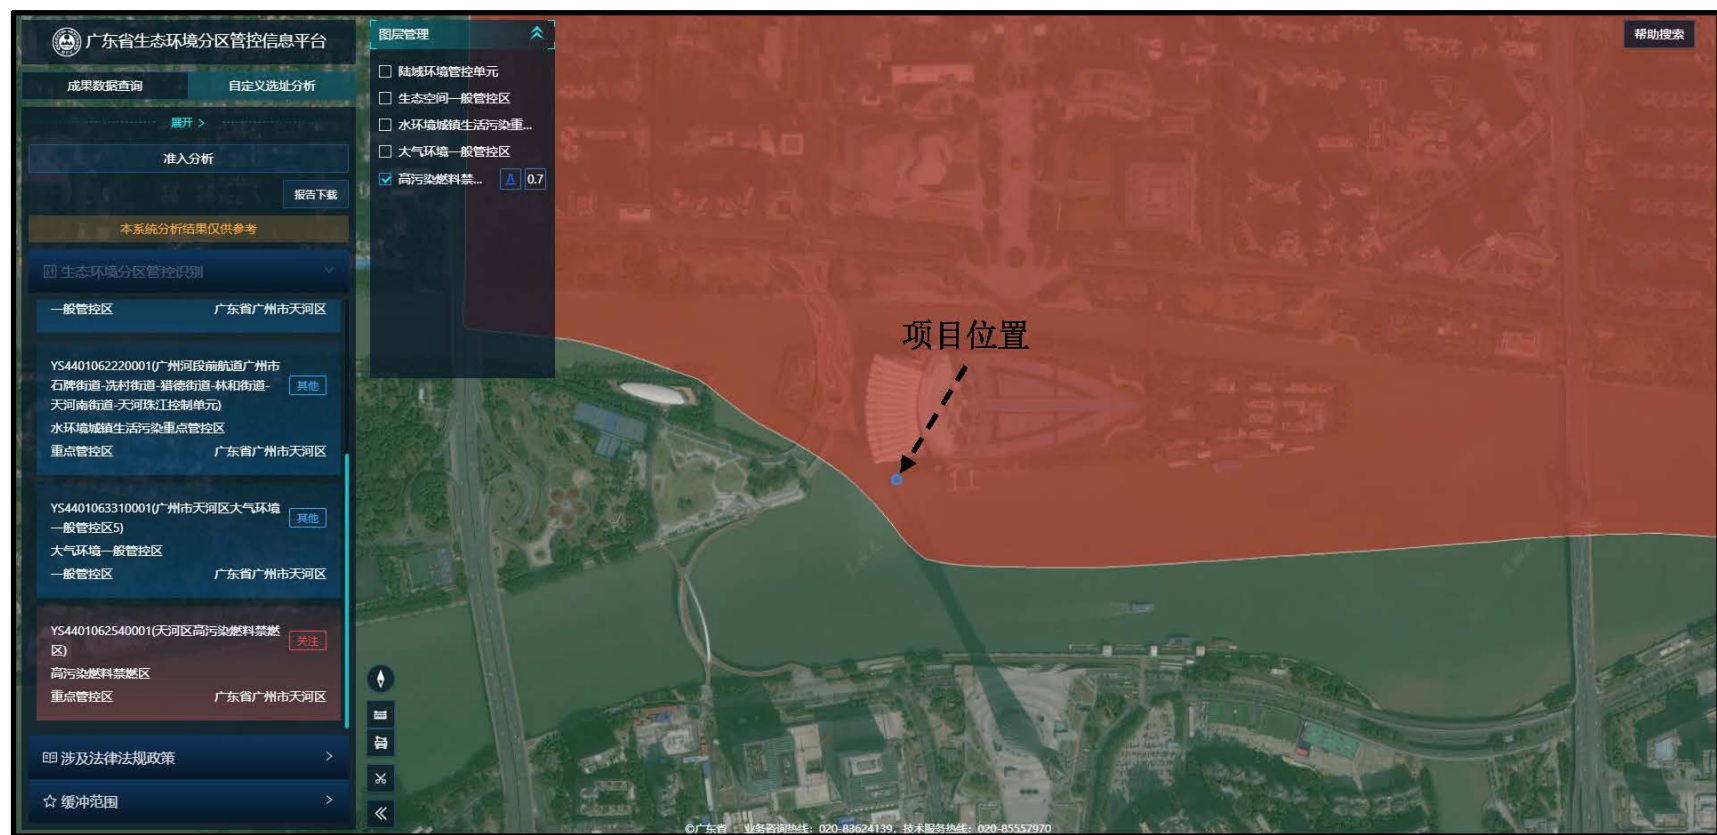 广东省生态环境分区管控信息平台
成果数据查询
自定义选址分析
展开 >
准入分析
报告下载
本系统分析结果仅供参考
生态环境分区管控识别
一般管控区 广东省广州市天河区
YS4401062220001(广州河段前航道广州市
石牌街道-冼村街道-猎德街道-林和街道-
天河南街道-天河珠江控制单元)
其他
水环境城镇生活污染重点管控区
重点管控区 广东省广州市天河区
YS4401063310001(广州市天河区大气环境
一般管控区5)
其他
大气环境一般管控区
一般管控区 广东省广州市天河区
YS4401062540001(天河区高污染燃料禁燃
区)
关注
高污染燃料禁燃区
重点管控区 广东省广州市天河区
涉及法律法规政策 >
缓冲范围 >
图层管理
陆域环境管控单元
生态空间一般管控区
水环境城镇生活污染重...
大气环境一般管控区
高污染燃料禁... A 0.7
帮助搜索
项目位置
©广东省 业务咨询热线：020-83624139，技术服务热线：020-85557970